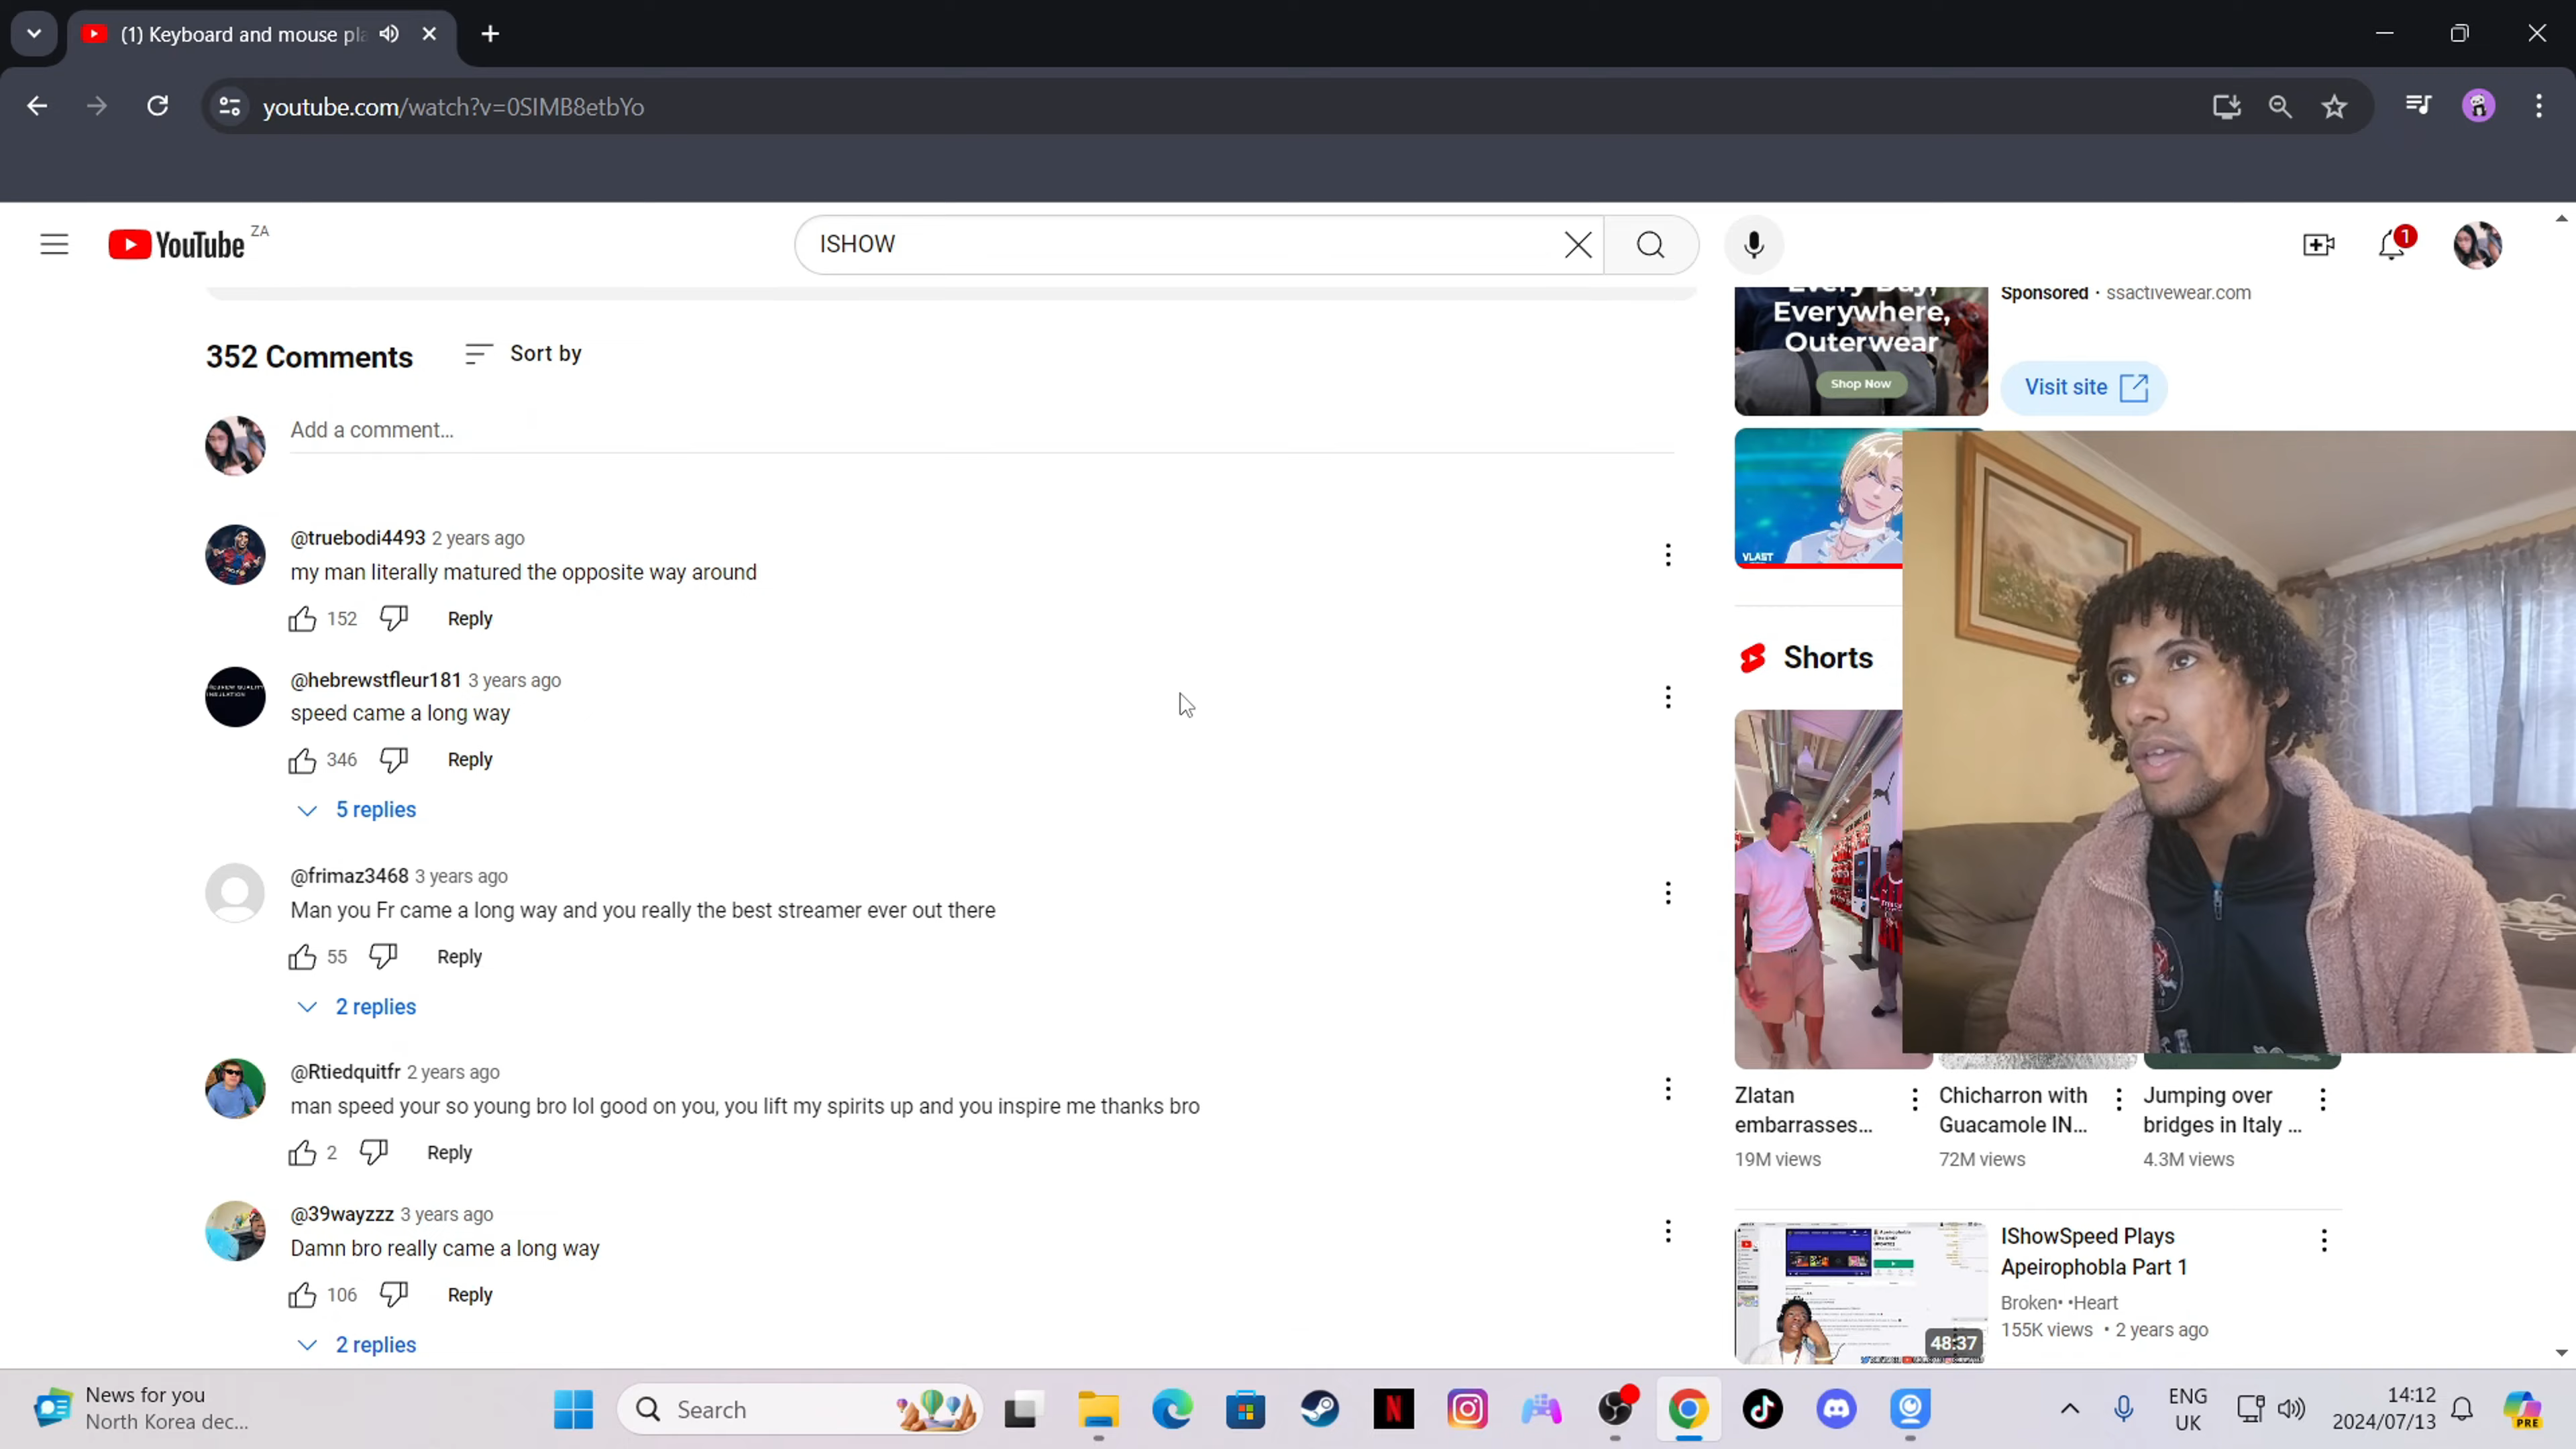 (1) Keyboard and mouse pla
youtube.com/watch?v=0SIMB8etbYo
YouTube ZA
ISHOW
1
Every Day,
Everywhere,
Outerwear
Shop Now
Sponsored · ssactivewear.com
Visit site
352 Comments
Sort by
Add a comment...
@truebodi4493 2 years ago
my man literally matured the opposite way around
152
Reply
@hebrewstfleur181 3 years ago
speed came a long way
346
Reply
5 replies
@frimaz3468 3 years ago
Man you Fr came a long way and you really the best streamer ever out there
55
Reply
2 replies
@Rtiedquitfr 2 years ago
man speed your so young bro lol good on you, you lift my spirits up and you inspire me thanks bro
2
Reply
@39wayzzz 3 years ago
Damn bro really came a long way
106
Reply
2 replies
VLAST
Shorts
Zlatan
embarrasses...
19M views
Chicharron with
Guacamole IN...
72M views
Jumping over
bridges in Italy ...
4.3M views
48:37
IShowSpeed Plays
Apeirophobla Part 1
Broken• •Heart
155K views • 2 years ago
News for you
North Korea dec...
Search
N
ENG
UK
14:12
2024/07/13
PRE